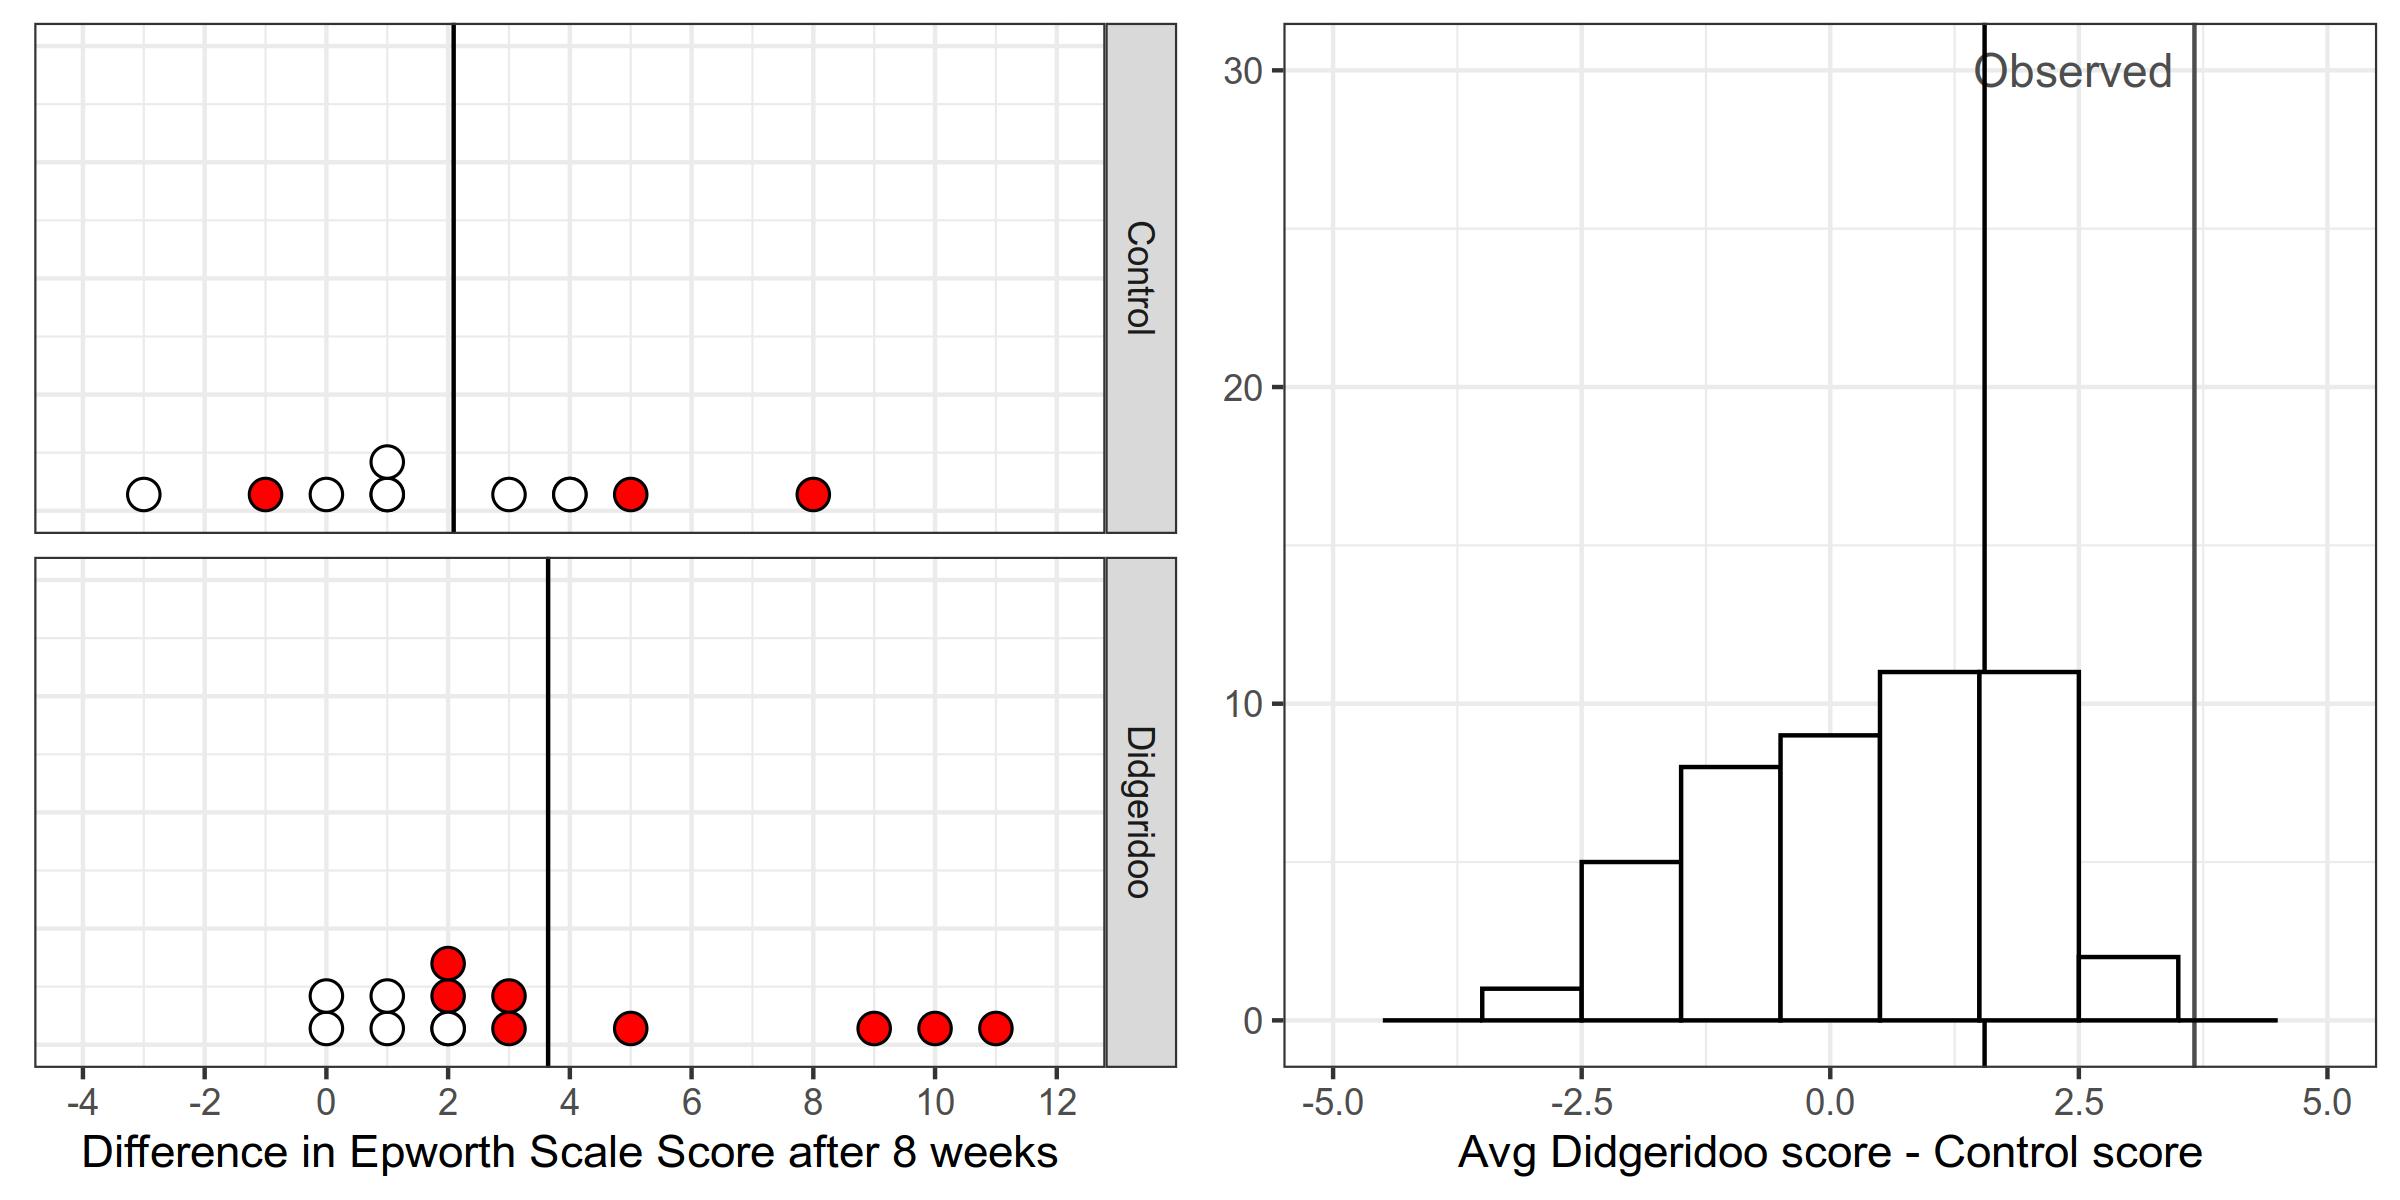 Control
Didgeridoo
-4 -2 0 2 4 6 8 10 12
Difference in Epworth Scale Score after 8 weeks
Observed
30
20
10
0
-5.0 -2.5 0.0 2.5 5.0
Avg Didgeridoo score - Control score